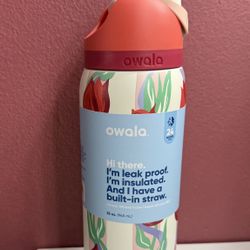 owala
owala.
24
Hi there.
I'm leak proof.
I'm insulated.
And I have a
built-in straw.